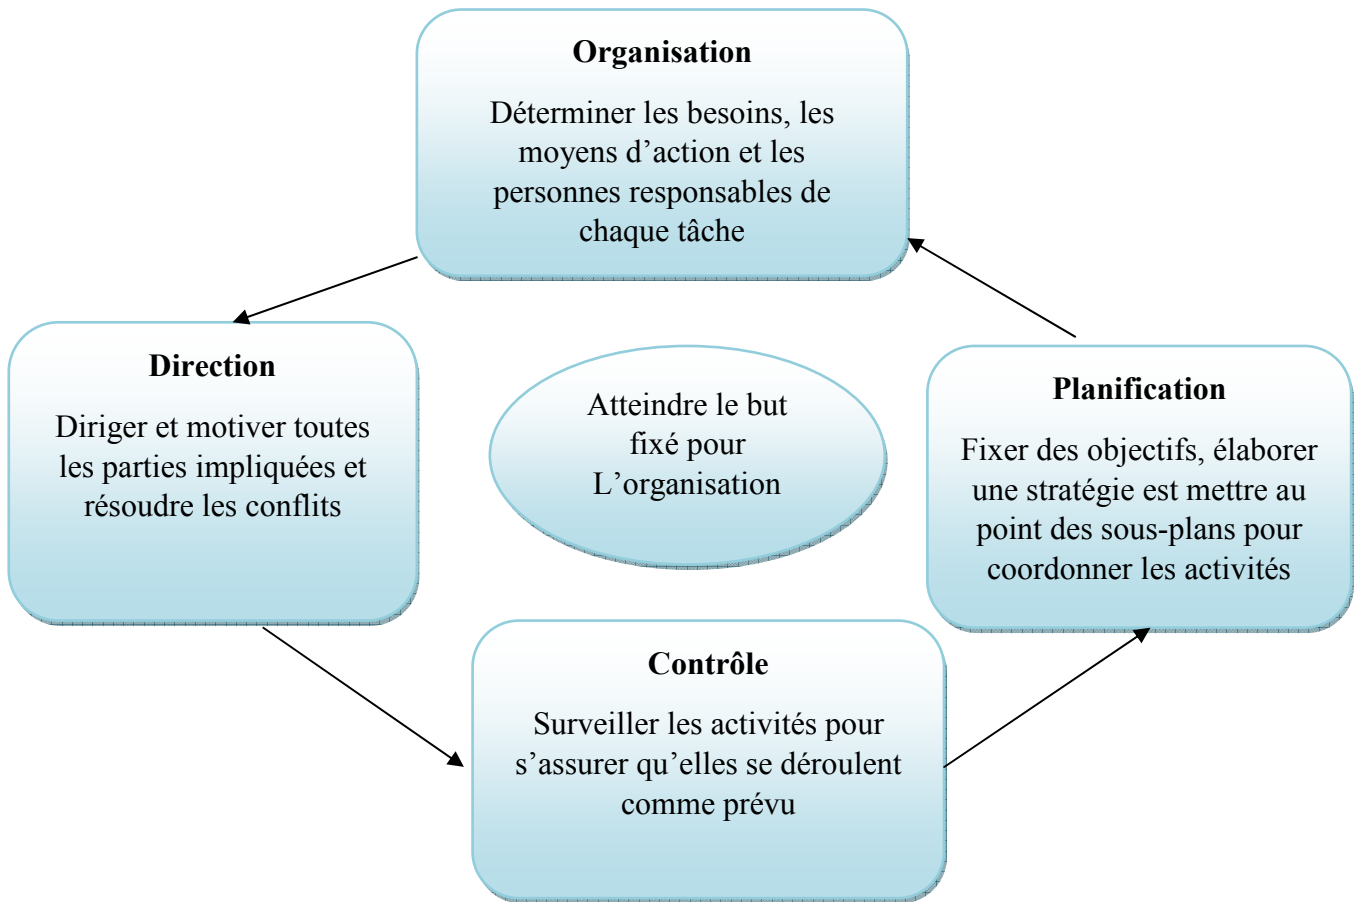 Organisation
Déterminer les besoins, les
moyens d’action et les
personnes responsables de
chaque tâche
Direction
Diriger et motiver toutes
les parties impliquées et
résoudre les conflits
Atteindre le but
fixé pour
L’organisation
Planification
Fixer des objectifs, élaborer
une stratégie est mettre au
point des sous-plans pour
coordonner les activités
Contrôle
Surveiller les activités pour
s’assurer qu’elles se déroulent
comme prévu